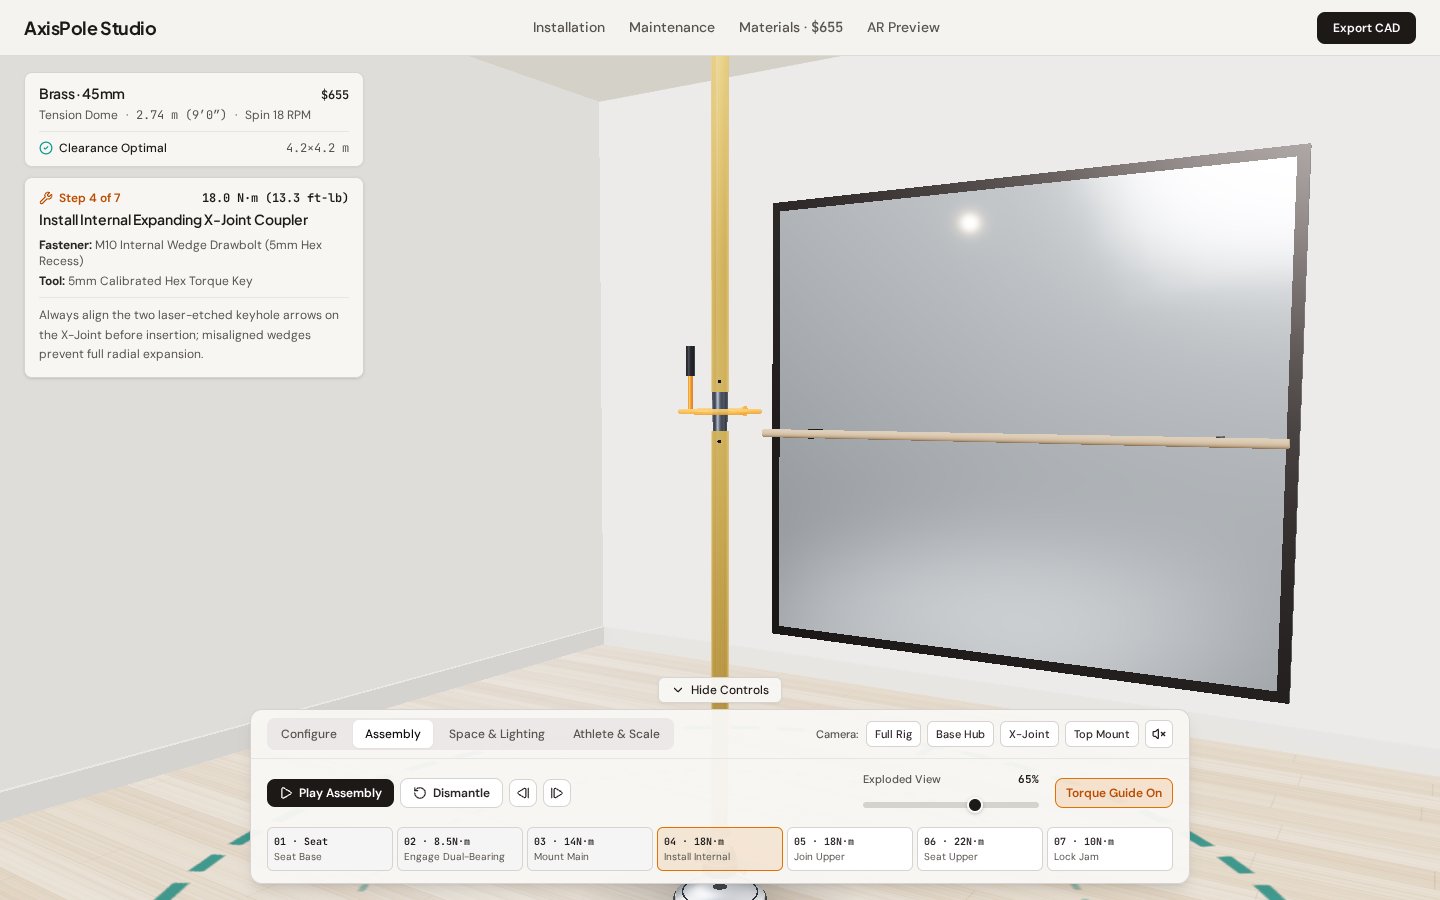 AxisPole Studio
Installation
Maintenance
Materials · $655
AR Preview
Export CAD
Brass · 45mm
$655
Tension Dome · 2.74 m (9′0″) · Spin 18 RPM
Clearance Optimal
4.2×4.2 m
Step 4 of 7
18.0 N·m (13.3 ft-lb)
Install Internal Expanding X-Joint Coupler
Fastener: M10 Internal Wedge Drawbolt (5mm Hex
Recess)
Tool: 5mm Calibrated Hex Torque Key
Always align the two laser-etched keyhole arrows on
the X-Joint before insertion; misaligned wedges
prevent full radial expansion.
Hide Controls
Configure
Assembly
Space & Lighting
Athlete & Scale
Camera:
Full Rig
Base Hub
X-Joint
Top Mount
Play Assembly
Dismantle
Exploded View
65%
Torque Guide On
01 · Seat
Seat Base
02 · 8.5N·m
Engage Dual-Bearing
03 · 14N·m
Mount Main
04 · 18N·m
Install Internal
05 · 18N·m
Join Upper
06 · 22N·m
Seat Upper
07 · 10N·m
Lock Jam